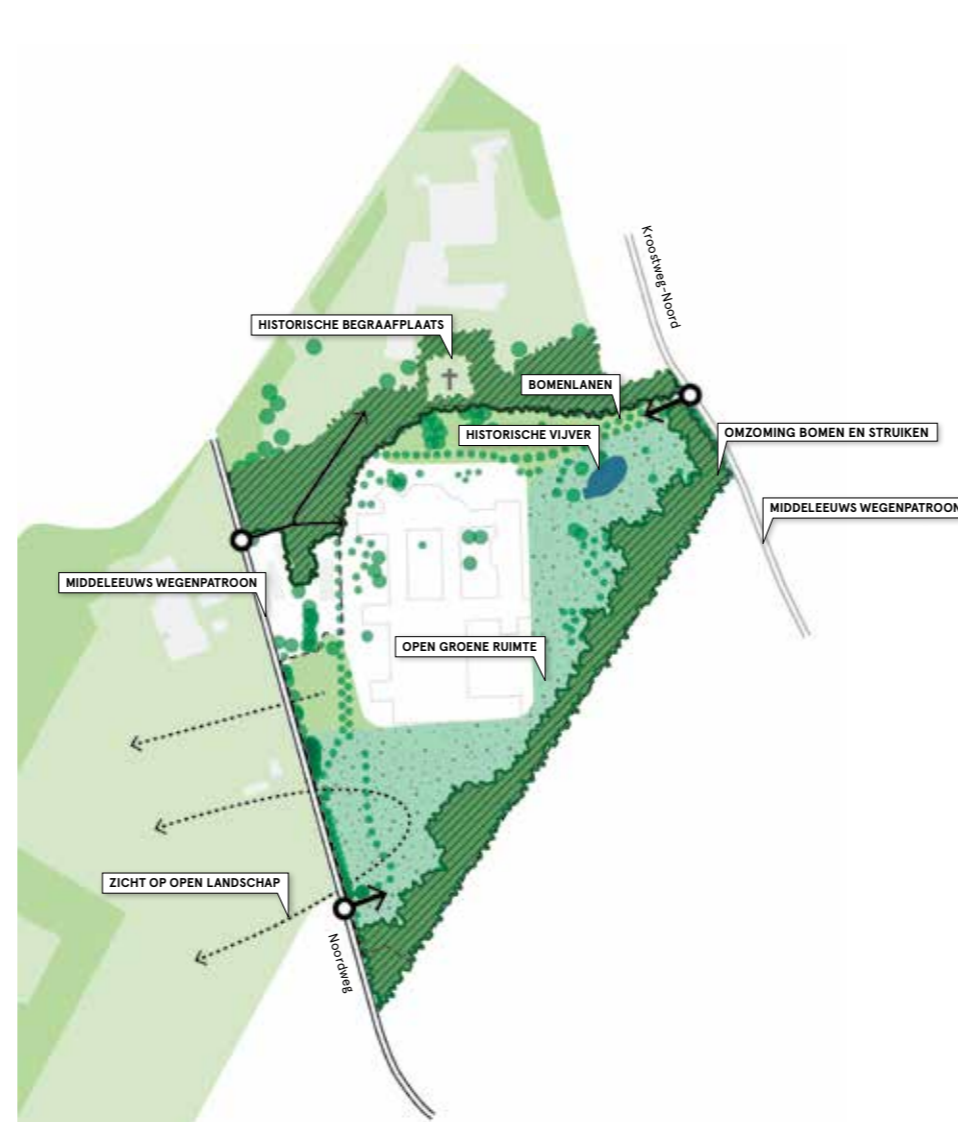 Kroostweg-Noord
HISTORISCHE BEGRAAFPLAATS
BOMENLANEN
HISTORISCHE VIJVER
OMZOMING BOMEN EN STRUIKEN
MIDDELEEUWS WEGENPATROON
MIDDELEEUWS WEGENPATROON
OPEN GROENE RUIMTE
ZICHT OP OPEN LANDSCHAP
Noordweg